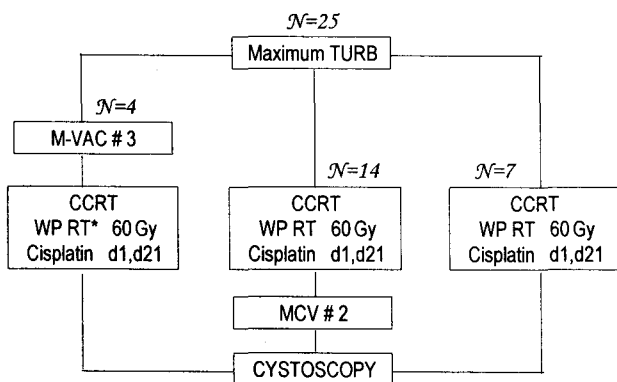 N=25
Maximum TURB
N=4
M-VAC # 3
N=14
N=7
CCRT
WP RT* 60 Gy
Cisplatin d1,d21
CCRT
WP RT 60 Gy
Cisplatin d1,d21
CCRT
WP RT 60 Gy
Cisplatin d1,d21
MCV # 2
CYSTOSCOPY